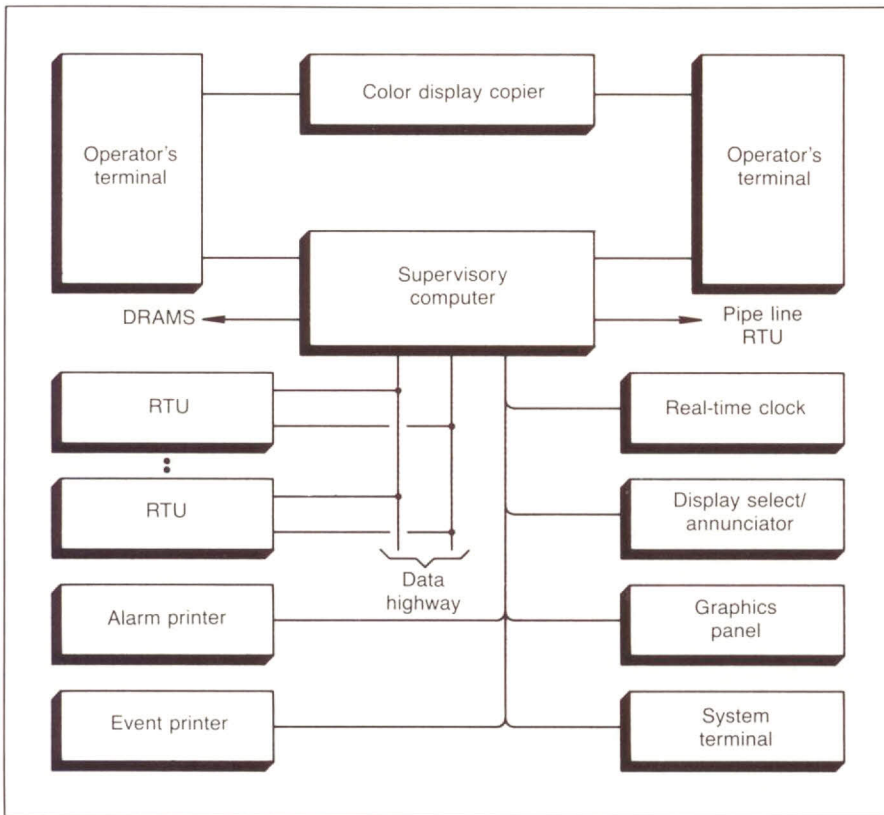 Color display copier
Operator's
terminal
Operator's
terminal
Supervisory
computer
DRAMS
Pipe line
RTU
RTU
Real-time clock
RTU
Display select/
annunciator
Data
highway
Alarm printer
Graphics
panel
Event printer
System
terminal